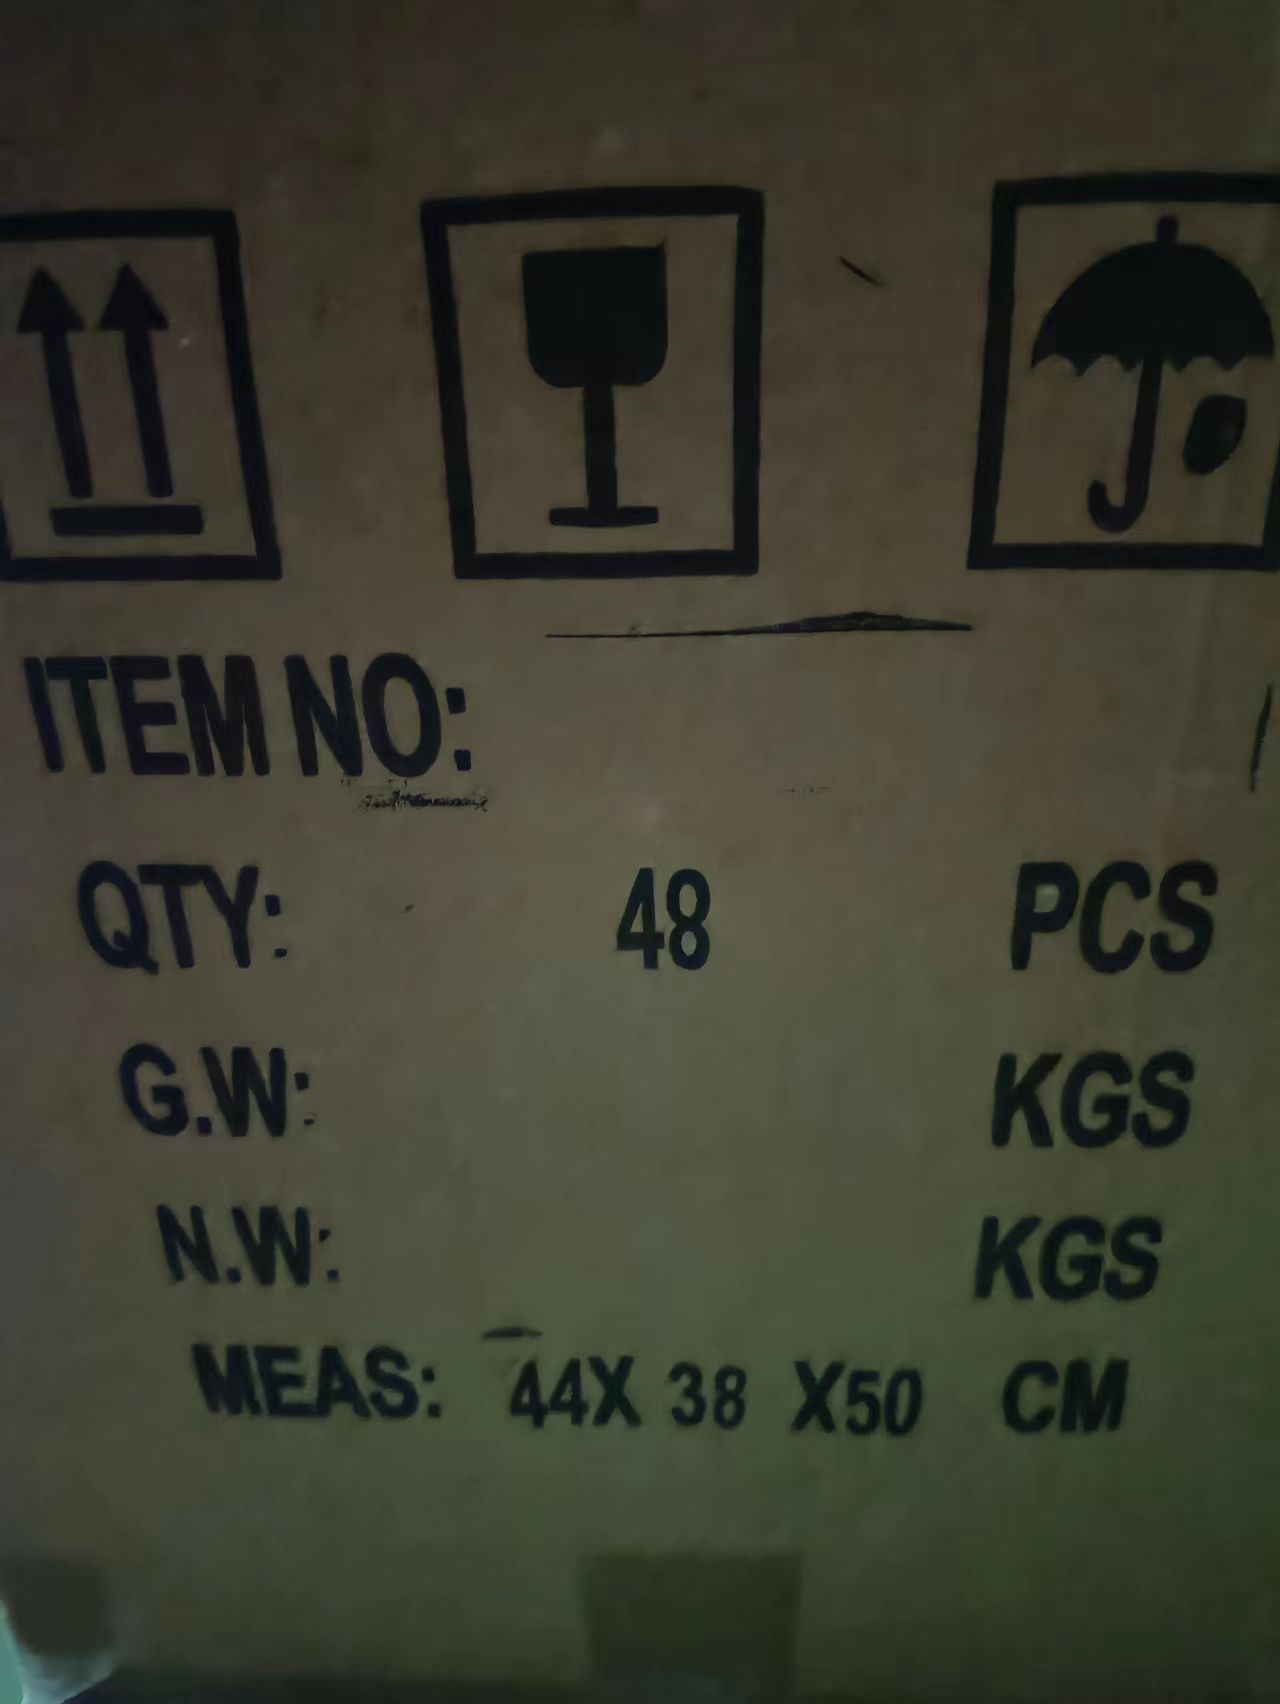 ITEM NO:
QTY: 48 PCS
G.W: KGS
N.W: KGS
MEAS: 44X 38 X50 CM